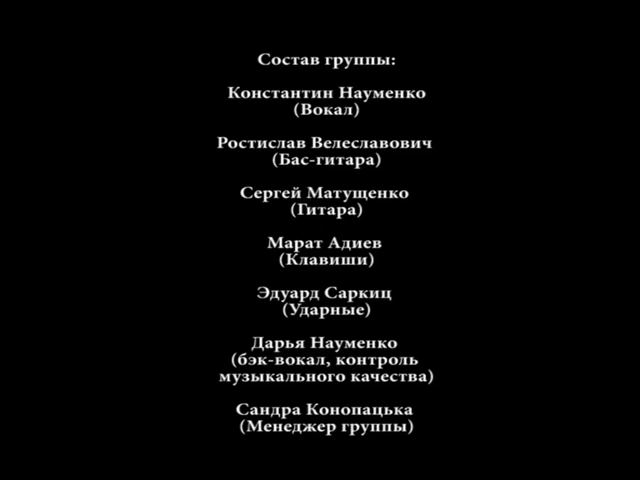 Состав группы:
Константин Науменко
(Вокал)
Ростислав Велеславович
(Бас-гитара)
Сергей Матущенко
(Гитара)
Марат Адиев
(Клавиши)
Эдуард Саркиц
(Ударные)
Дарья Науменко
(бэк-вокал, контроль
музыкального качества)
Сандра Конопацька
(Менеджер группы)